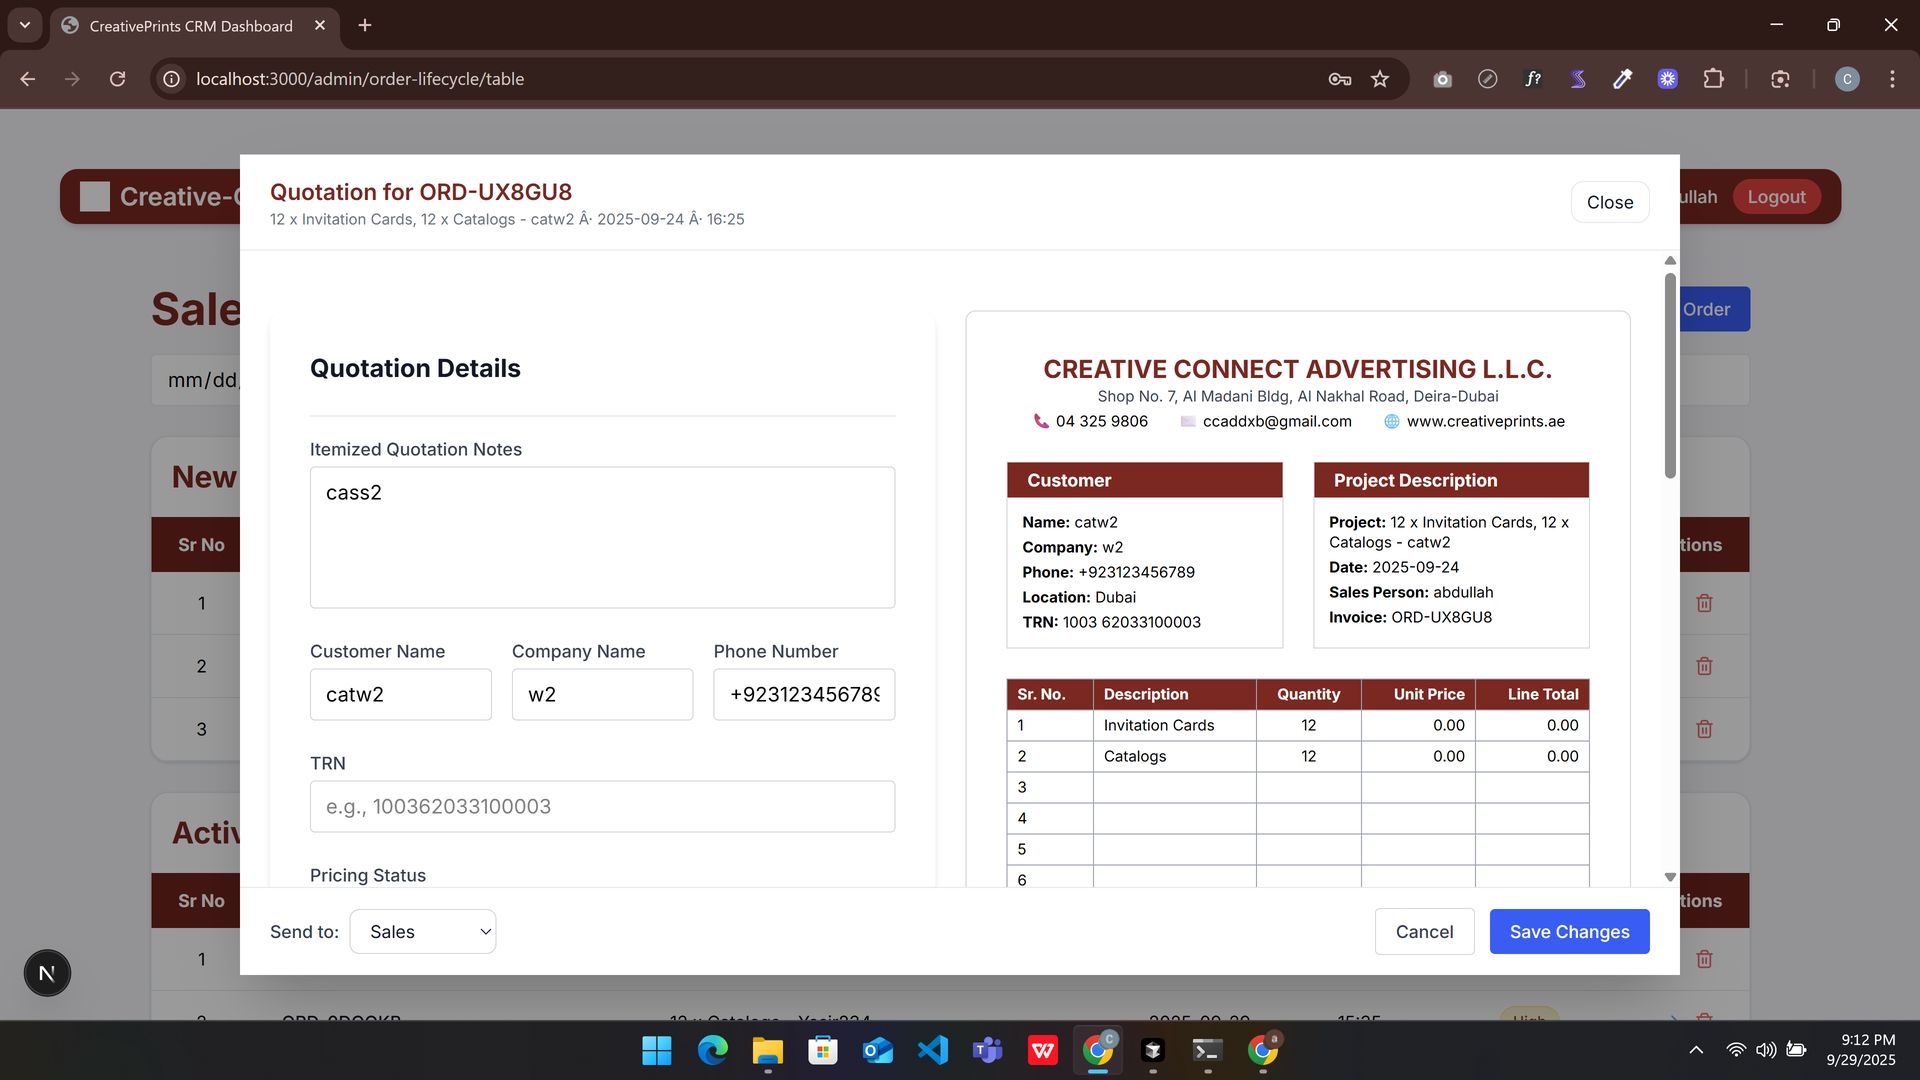 CreativePrints CRM Dashboard
localhost:3000/admin/order-lifecycle/table
f?
C
Creative-
Logout
Quotation for ORD-UX8GU8
12 x Invitation Cards, 12 x Catalogs - catw2 Â· 2025-09-24 Â· 16:25
Close
Sale
Order
mm/dd
Quotation Details
Itemized Quotation Notes
cass2
Customer Name
Company Name
Phone Number
catw2
w2
+923123456789
TRN
e.g., 100362033100003
Pricing Status
CREATIVE CONNECT ADVERTISING L.L.C.
Shop No. 7, Al Madani Bldg, Al Nakhal Road, Deira-Dubai
04 325 9806 ccaddxb@gmail.com www.creativeprints.ae
Customer
Name: catw2
Company: w2
Phone: +923123456789
Location: Dubai
TRN: 1003 62033100003
Project Description
Project: 12 x Invitation Cards, 12 x
Catalogs - catw2
Date: 2025-09-24
Sales Person: abdullah
Invoice: ORD-UX8GU8
Sr. No. Description Quantity Unit Price Line Total
1 Invitation Cards 12 0.00 0.00
2 Catalogs 12 0.00 0.00
3
4
5
6
Send to: Sales
Cancel
Save Changes
New
Sr No
tions
1
2
3
Activ
Sr No
tions
1
N
9:12 PM
9/29/2025